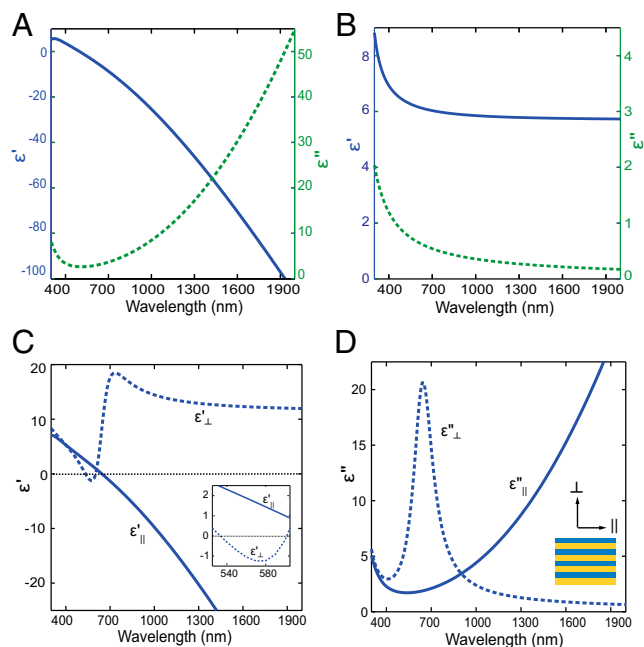 A
B
0
-20
-40
-60
-80
-100
ε'
50
40
30
20
10
0
ε"
400 700 1000 1300 1600 1900
Wavelength (nm)
8
6
4
2
0
ε'
4
3
2
1
0
ε"
400 700 1000 1300 1600 1900
Wavelength (nm)
C
D
20
10
0
-10
-20
ε'
ε'⊥
ε'||
2
1
0
-1
ε'||
ε'⊥
540 580
400 700 1000 1300 1600 1900
Wavelength (nm)
20
15
10
5
0
ε"
ε"⊥
ε"||
⊥
||
400 700 1000 1300 1600 1900
Wavelength (nm)